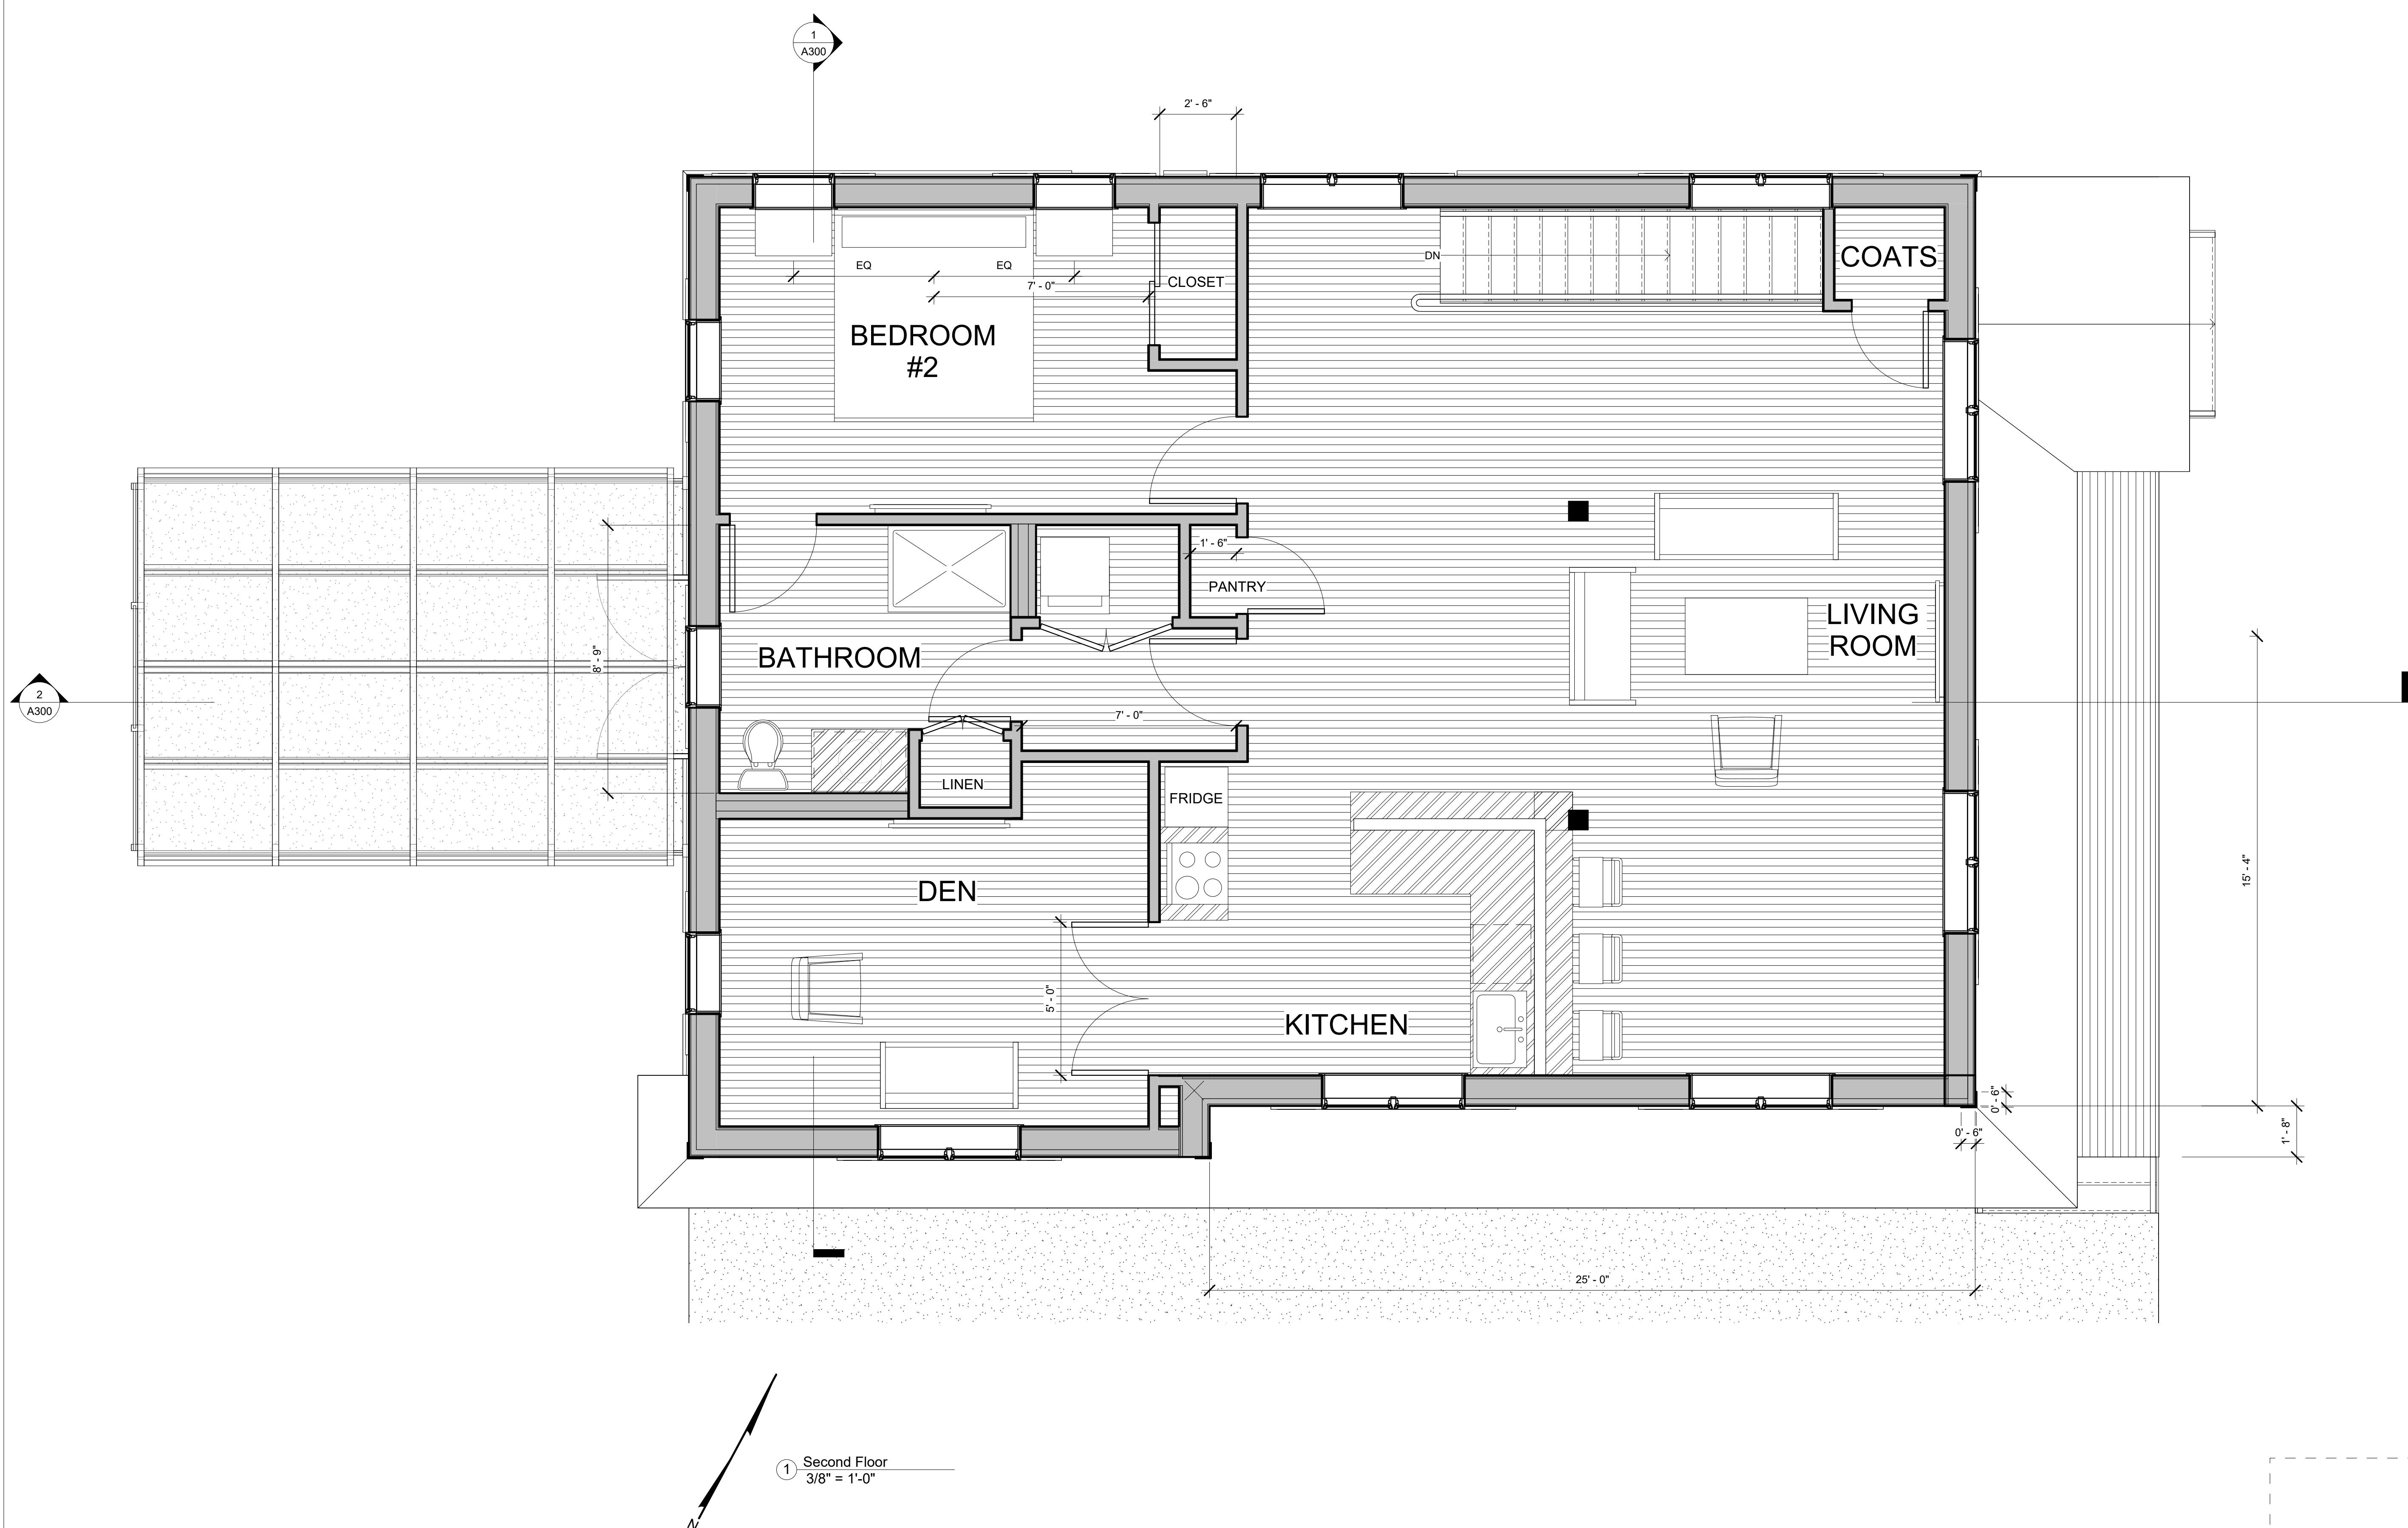 1
A300
2' - 6"
COATS
DN
EQ
EQ
7' - 0"
CLOSET
BEDROOM
#2
1' - 6"
PANTRY
LIVING
ROOM
8' - 9"
BATHROOM
2
A300
7' - 0"
LINEN
FRIDGE
15' - 4"
DEN
5' - 0"
KITCHEN
0' - 6"
0' - 6"
1' - 8"
25' - 0"
1
Second Floor
3/8" = 1'-0"
N